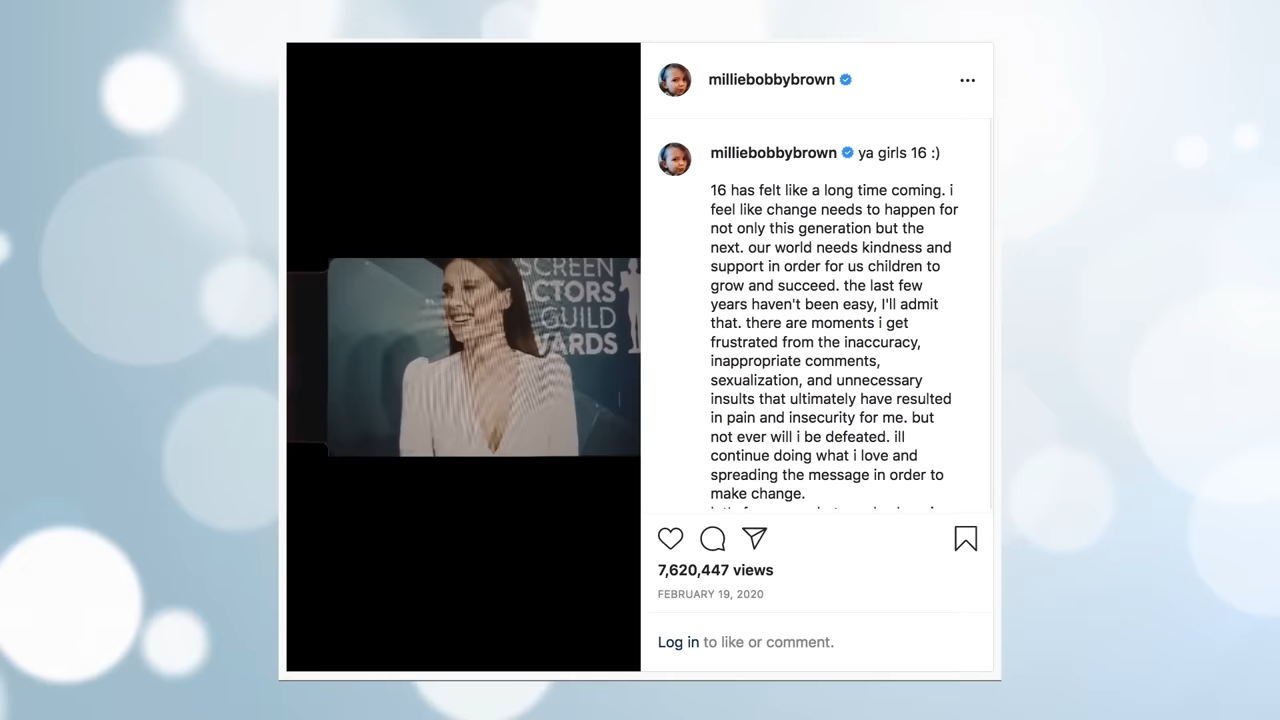 milliebobbybrown
milliebobbybrown ya girls 16 :)
16 has felt like a long time coming. i
feel like change needs to happen for
not only this generation but the
next. our world needs kindness and
support in order for us children to
grow and succeed. the last few
years haven't been easy, I'll admit
that. there are moments i get
frustrated from the inaccuracy,
inappropriate comments,
sexualization, and unnecessary
insults that ultimately have resulted
in pain and insecurity for me. but
not ever will i be defeated. ill
continue doing what i love and
spreading the message in order to
make change.
SCREEN
CTORS
GUILD
ARDS
7,620,447 views
FEBRUARY 19, 2020
Log in to like or comment.